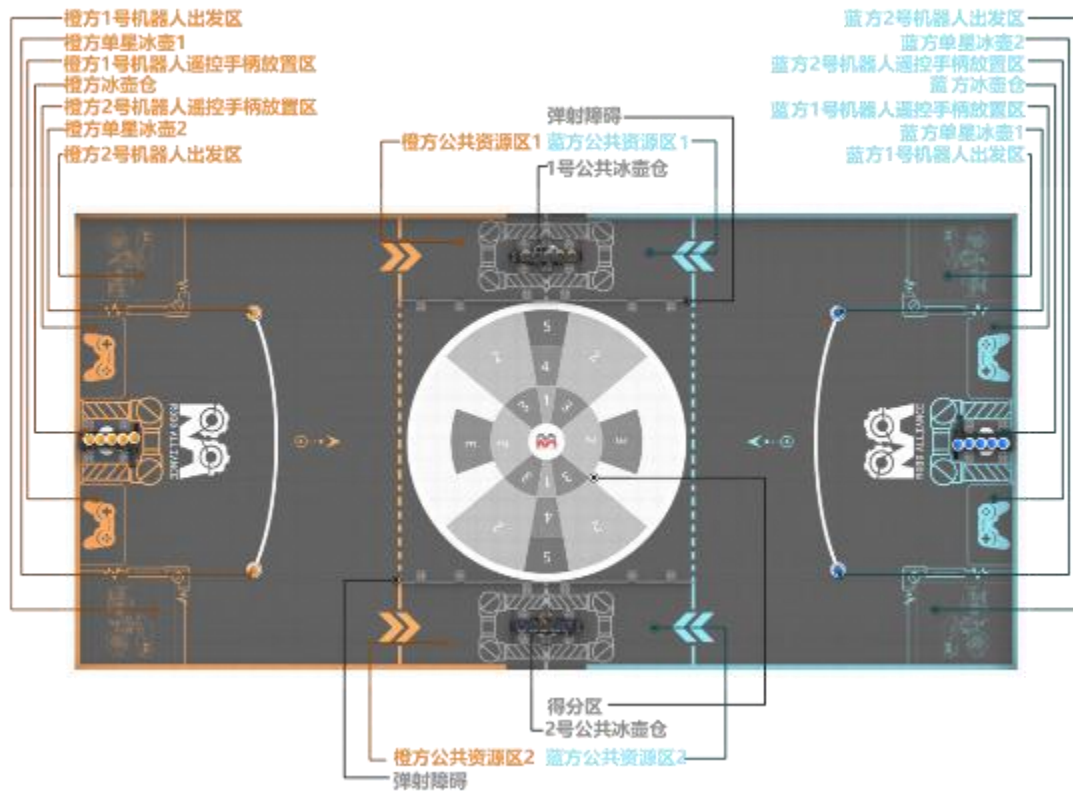 橙方1号机器人出发区
橙方单星冰壶1
橙方1号机器人遥控手柄放置区
橙方冰壶仓
橙方2号机器人遥控手柄放置区
橙方单星冰壶2
橙方2号机器人出发区
蓝方2号机器人出发区
蓝方单星冰壶2
蓝方2号机器人遥控手柄放置区
蓝方冰壶仓
蓝方1号机器人遥控手柄放置区
蓝方单星冰壶1
蓝方1号机器人出发区
弹射障碍
橙方公共资源区1 蓝方公共资源区1
1号公共冰壶仓
5
2 2
4
2 1 3
3 2 2 3
3 1 3
4
2 2
5
得分区
2号公共冰壶仓
橙方公共资源区2 蓝方公共资源区2
弹射障碍